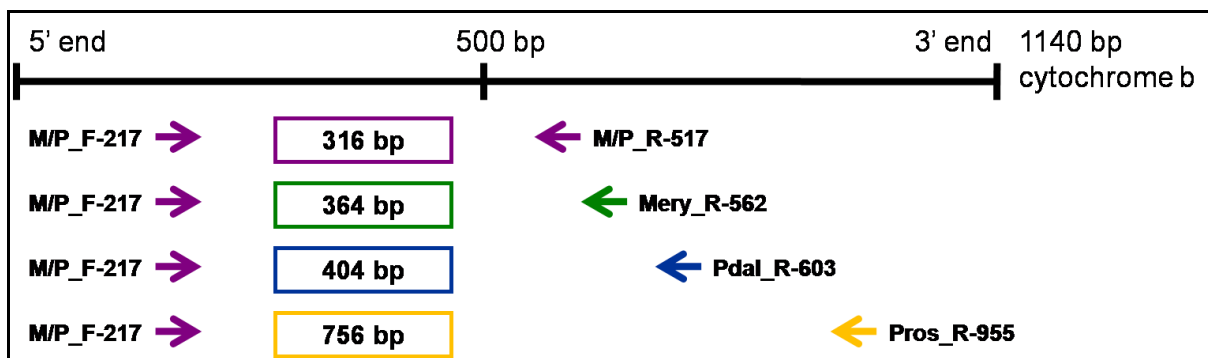 5' end 500 bp 3' end 1140 bp
cytochrome b
M/P_F-217 316 bp M/P_R-517
M/P_F-217 364 bp Mery_R-562
M/P_F-217 404 bp Pdal_R-603
M/P_F-217 756 bp Pros_R-955